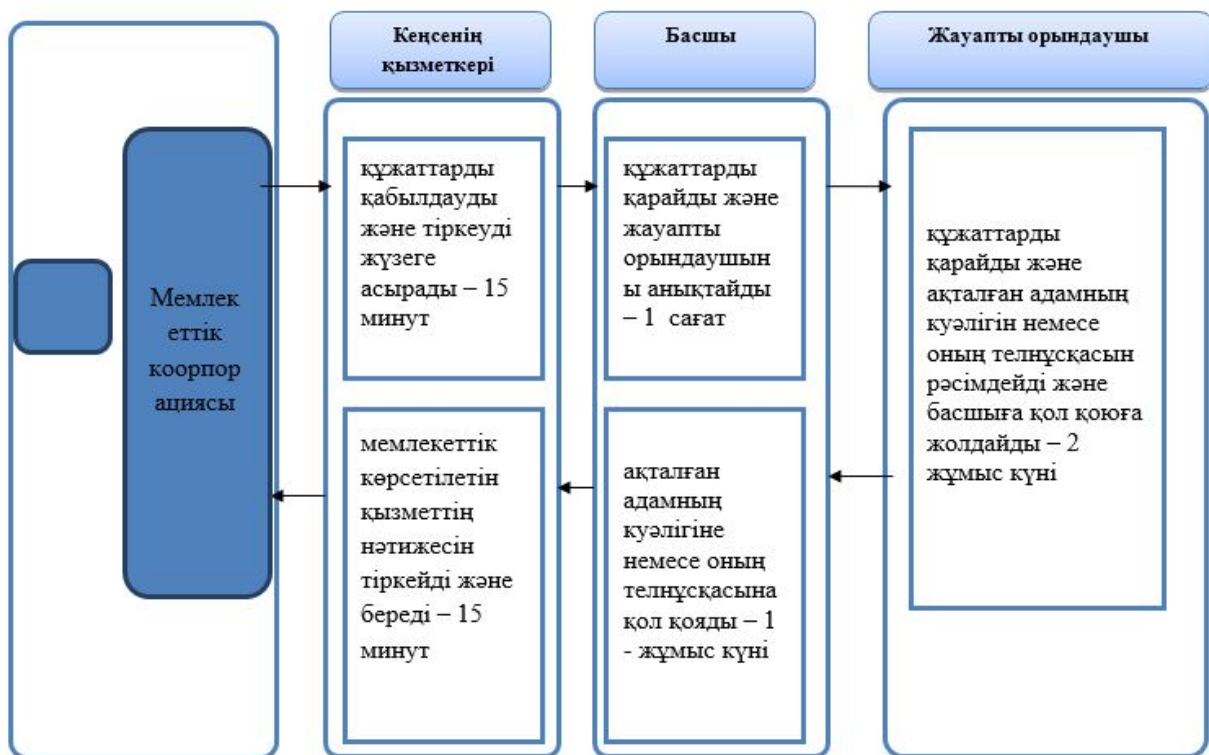 Кеңсенің
қызметкері
Басшы
Жауапты орындаушы
Мемлек
еттік
коорпор
ациясы
құжаттарды
қабылдауды
және тіркеуді
жүзеге
асырады – 15
минут
құжаттарды
қарайды және
жауапты
орындаушын
ы анықтайды
– 1 сағат
құжаттарды
қарайды және
ақталған адамның
куәлігін немесе
оның телнұсқасын
рәсімдейді және
басшыға қол қоюға
жолдайды – 2
жұмыс күні
мемлекеттік
көрсетілетін
қызметтің
нәтижесін
тіркейді және
береді – 15
минут
ақталған
адамның
куәлігіне
немесе оның
телнұсқасына
қол қояды – 1
- жұмыс күні